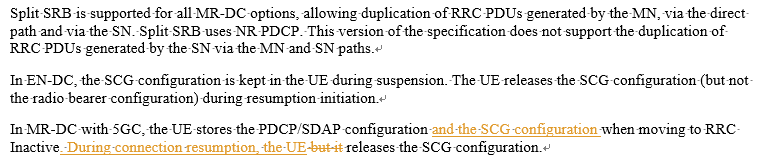 Split SRB is supported for all MR-DC options, allowing duplication of RRC PDUs generated by the MN, via the direct
path and via the SN. Split SRB uses NR PDCP. This version of the specification does not support the duplication of
RRC PDUs generated by the SN via the MN and SN paths.↵
In EN-DC, the SCG configuration is kept in the UE during suspension. The UE releases the SCG configuration (but not
the radio bearer configuration) during resumption initiation.↵
In MR-DC with 5GC, the UE stores the PDCP/SDAP configuration and the SCG configuration when moving to RRC
Inactive. During connection resumption, the UE but it releases the SCG configuration.↵